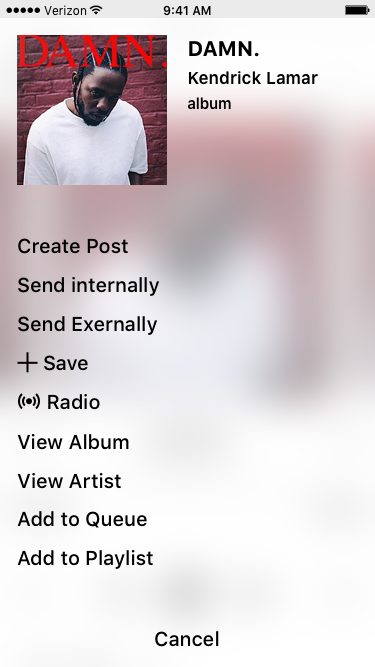 Verizon 9:41 AM
DAMN.
DAMN.
Kendrick Lamar
album
Create Post
Send internally
Send Exernally
Save
Radio
View Album
View Artist
Add to Queue
Add to Playlist
Cancel